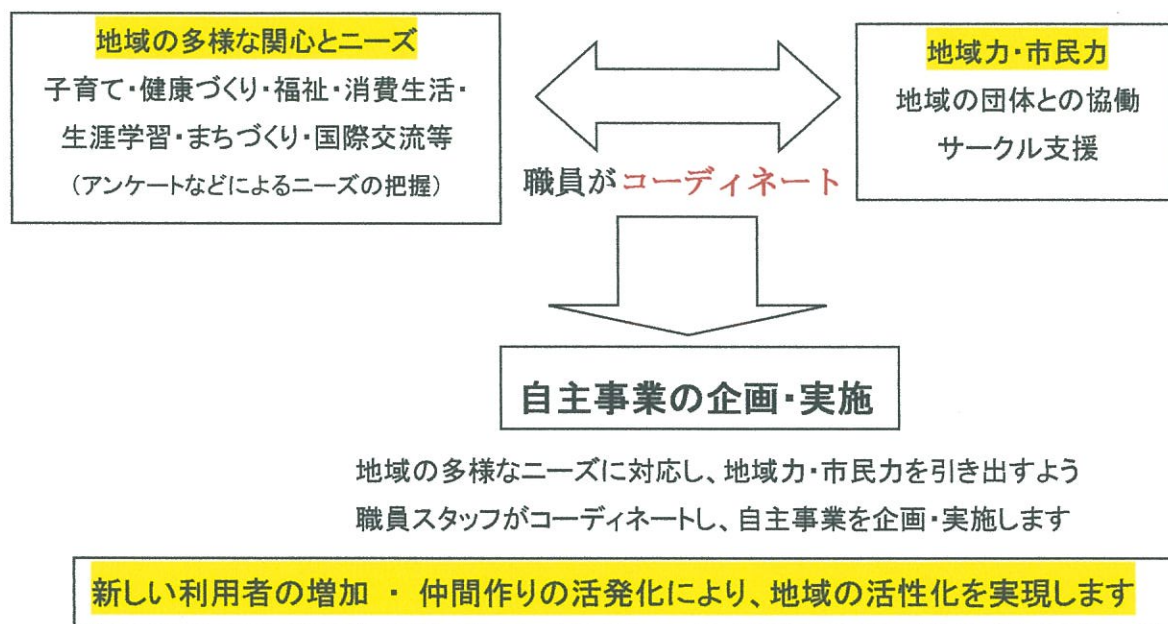 地域の多様な関心とニーズ
子育て・健康づくり・福祉・消費生活・
生涯学習・まちづくり・国際交流等
（アンケートなどによるニーズの把握）
職員がコーディネート
地域力・市民力
地域の団体との協働
サークル支援
自主事業の企画・実施
地域の多様なニーズに対応し、地域力・市民力を引き出すよう
職員スタッフがコーディネートし、自主事業を企画・実施します
新しい利用者の増加 ・ 仲間作りの活発化により、地域の活性化を実現します